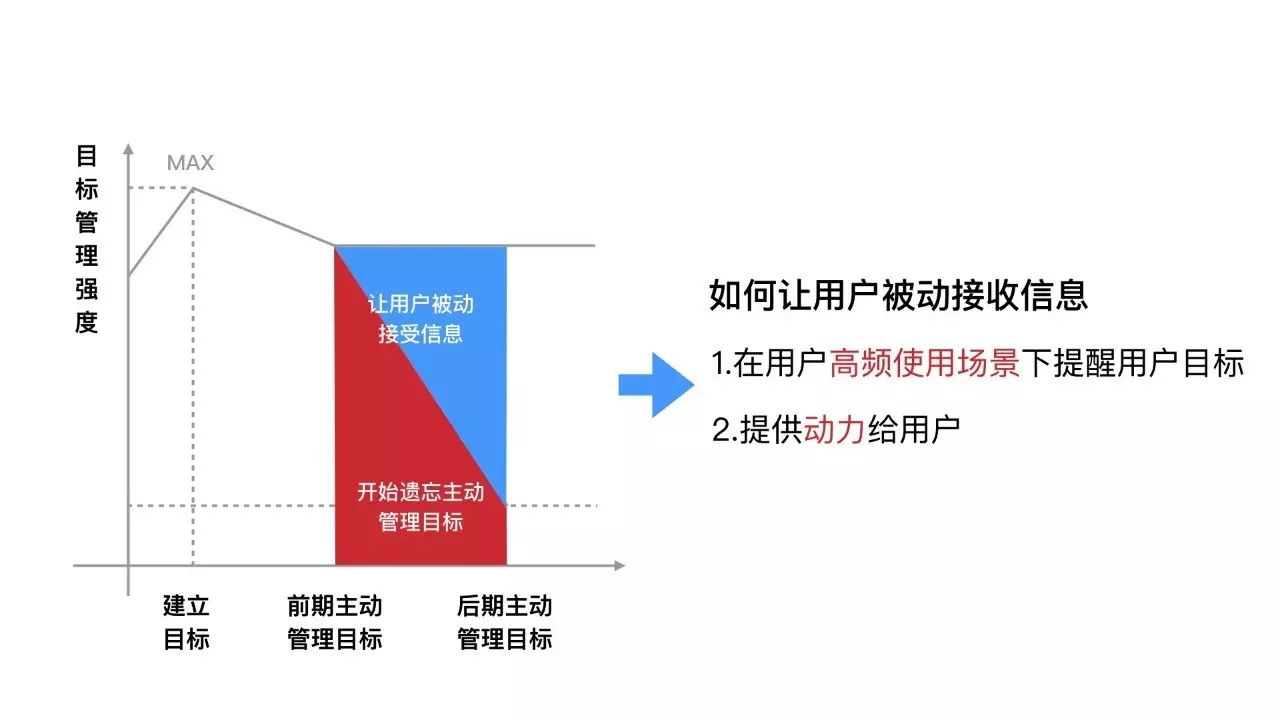 目标管理强度
MAX
让用户被动
接受信息
开始遗忘主动
管理目标
建立
目标
前期主动
管理目标
后期主动
管理目标
如何让用户被动接收信息
1.在用户高频使用场景下提醒用户目标
2.提供动力给用户